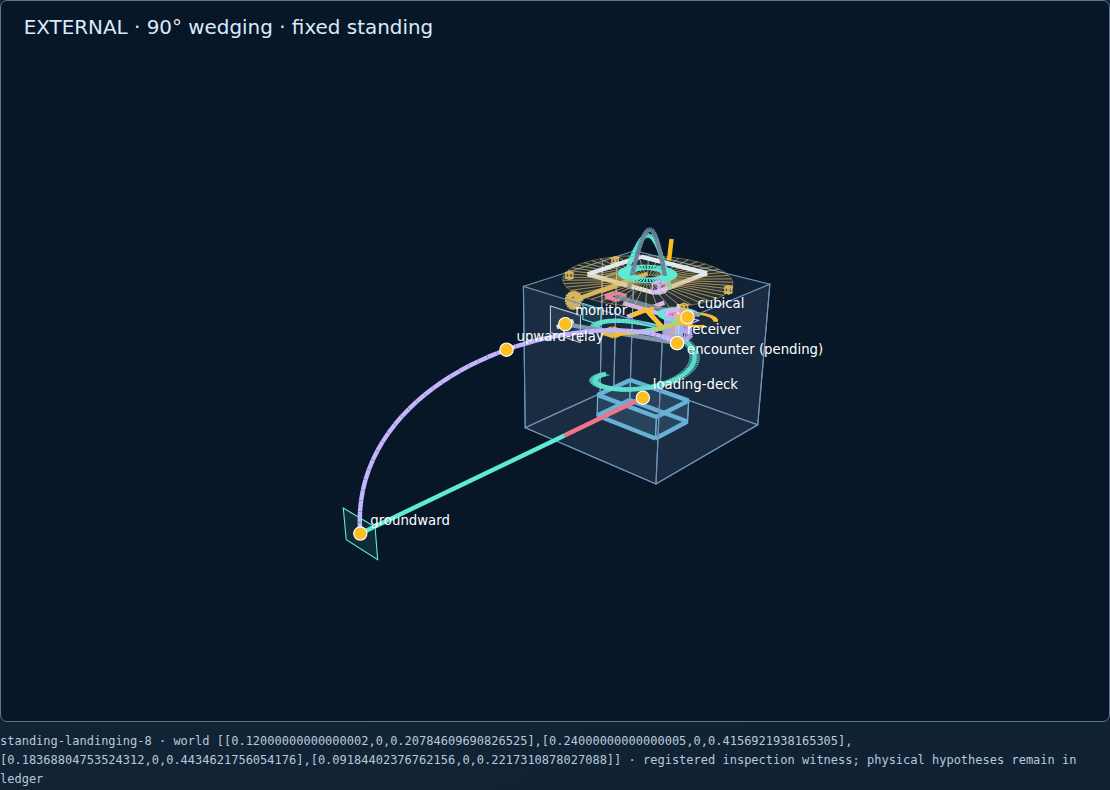 EXTERNAL · 90° wedging · fixed standing
cubical
monitor
receiver
upward-relay
encounter (pending)
loading-deck
groundward
standing-landinging-8 · world [[0.12000000000000002,0,0.20784609690826525],[0.24000000000000005,0,0.4156921938165305],
[0.18368804753524312,0,0.4434621756054176],[0.09184402376762156,0,0.2217310878027088]] · registered inspection witness; physical hypotheses remain in
ledger